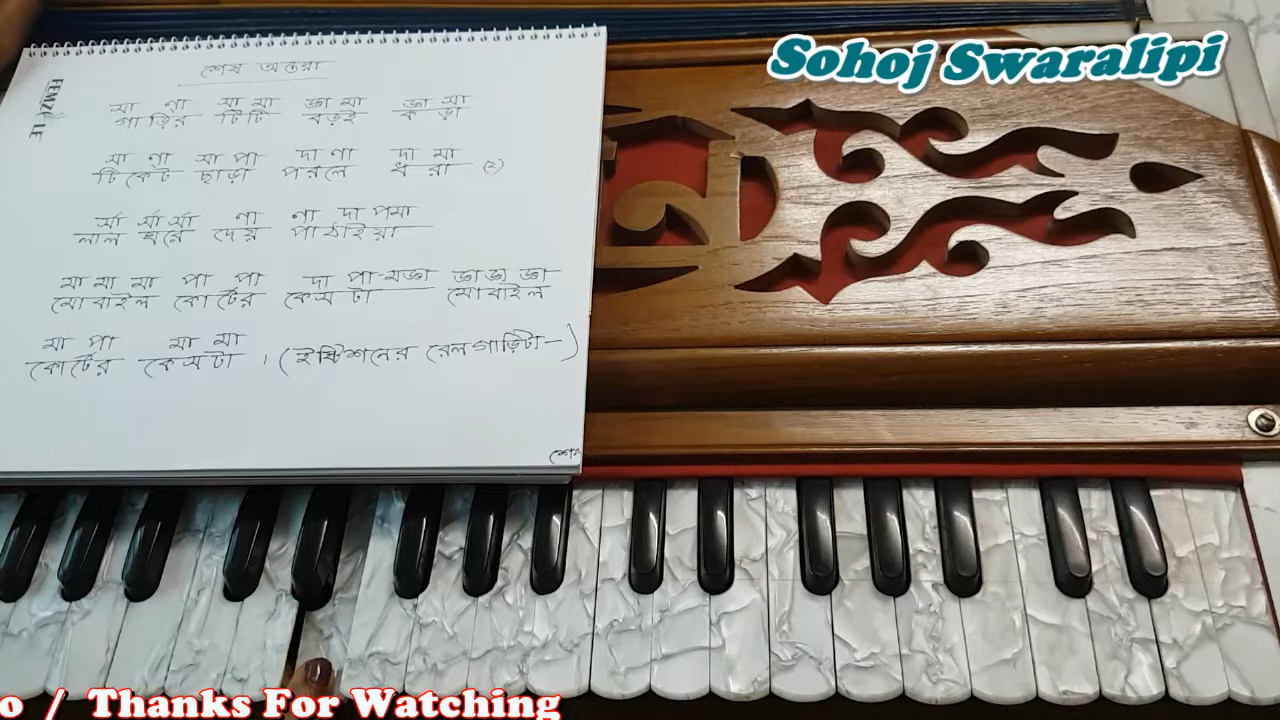 Sohoj Swaralipi
শেষ অন্তরা
সা ণা সা মা জ্ঞা মা জ্ঞা সা
গাড়ির টিটি বড়ই কড়া
মা ণা মা পা দা ণা দা মা
টিকেট ছাড়া পরলে ধরা (২)
র্সা র্সা র্সা ণা ণা দা পমা
লাল ঘরে দেয় পাঠাইয়া
মা মা মা পা পা দা পা-মজ্ঞা জ্ঞা জ্ঞা জ্ঞা
মোবাইল কোর্টের কেসটা মোবাইল
মা পা মা মা
কোর্টের কেসটা । (ইষ্টিশনের রেলগাড়িটা-)
শেষ
o / Thanks For Watching